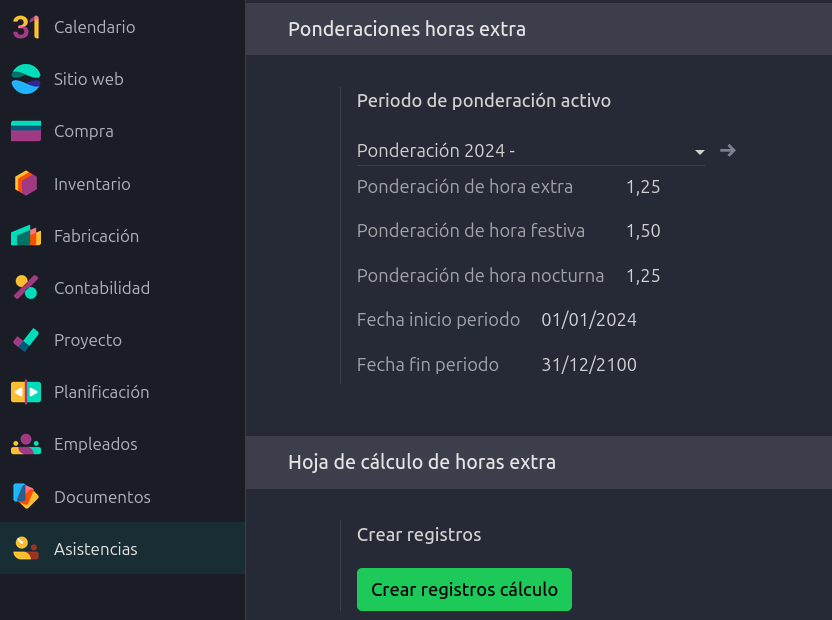 31 Calendario
Sitio web
Compra
Inventario
Fabricación
Contabilidad
Proyecto
Planificación
Empleados
Documentos
Asistencias
Ponderaciones horas extra
Periodo de ponderación activo
Ponderación 2024 -
Ponderación de hora extra 1,25
Ponderación de hora festiva 1,50
Ponderación de hora nocturna 1,25
Fecha inicio periodo 01/01/2024
Fecha fin periodo 31/12/2100
Hoja de cálculo de horas extra
Crear registros
Crear registros cálculo